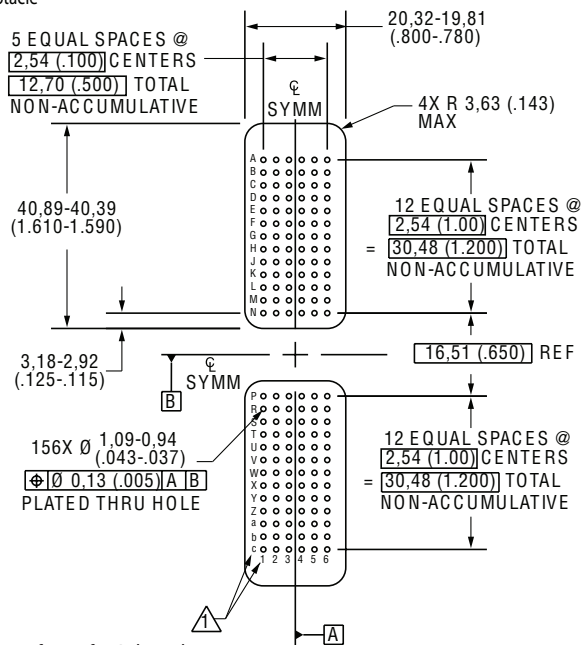 5 EQUAL SPACES @
2,54 (.100) CENTERS
12,70 (.500) TOTAL
NON-ACCUMULATIVE
20,32-19,81
(.800-.780)
℄
SYMM
4X R 3,63 (.143)
MAX
40,89-40,39
(1.610-1.590)
A
B
C
D
E
F
G
H
J
K
L
M
N
12 EQUAL SPACES @
2,54 (1.00) CENTERS
= 30,48 (1.200) TOTAL
NON-ACCUMULATIVE
3,18-2,92
(.125-.115)
℄
SYMM
B
16,51 (.650) REF
156X Ø 1,09-0,94
(.043-.037)
⌖ Ø 0,13 (.005) A B
PLATED THRU HOLE
P
R
S
T
U
V
W
X
Y
Z
a
b
c
1 2 3 4 5 6
12 EQUAL SPACES @
2,54 (1.00) CENTERS
= 30,48 (1.200) TOTAL
NON-ACCUMULATIVE
1
A